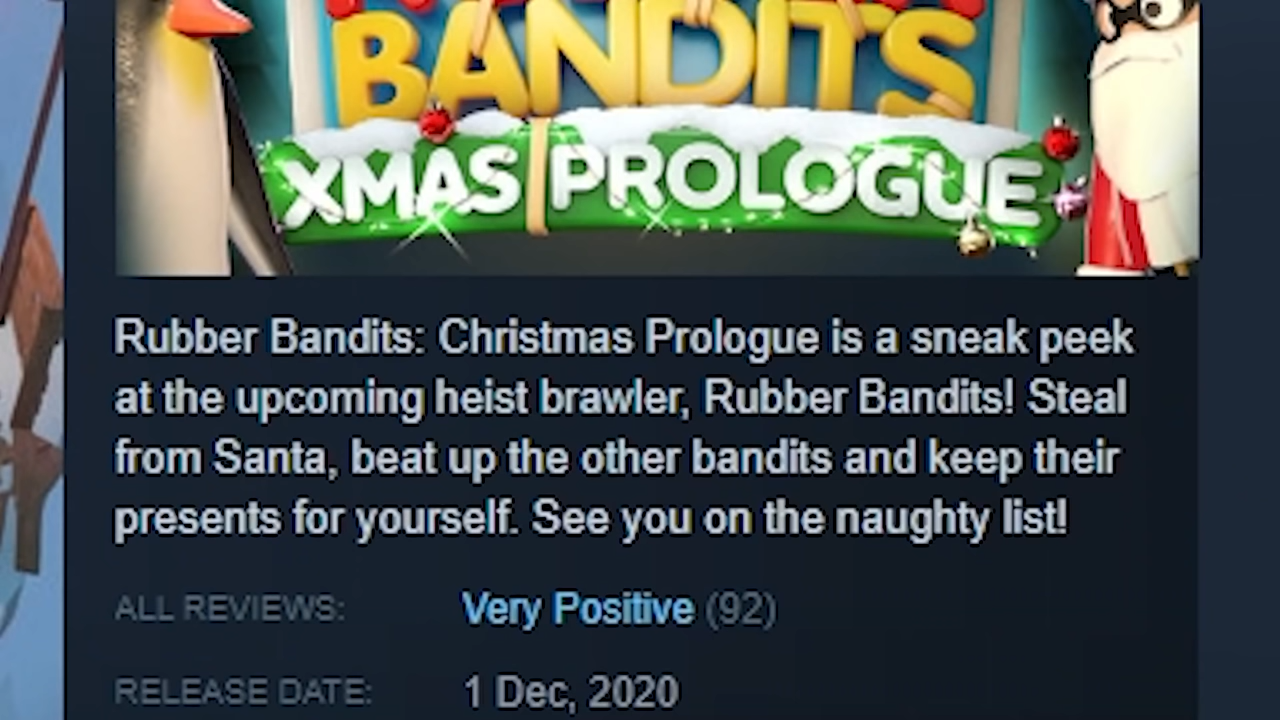 BANDITS
XMAS PROLOGUE
Rubber Bandits: Christmas Prologue is a sneak peek
at the upcoming heist brawler, Rubber Bandits! Steal
from Santa, beat up the other bandits and keep their
presents for yourself. See you on the naughty list!
ALL REVIEWS: Very Positive (92)
RELEASE DATE: 1 Dec, 2020